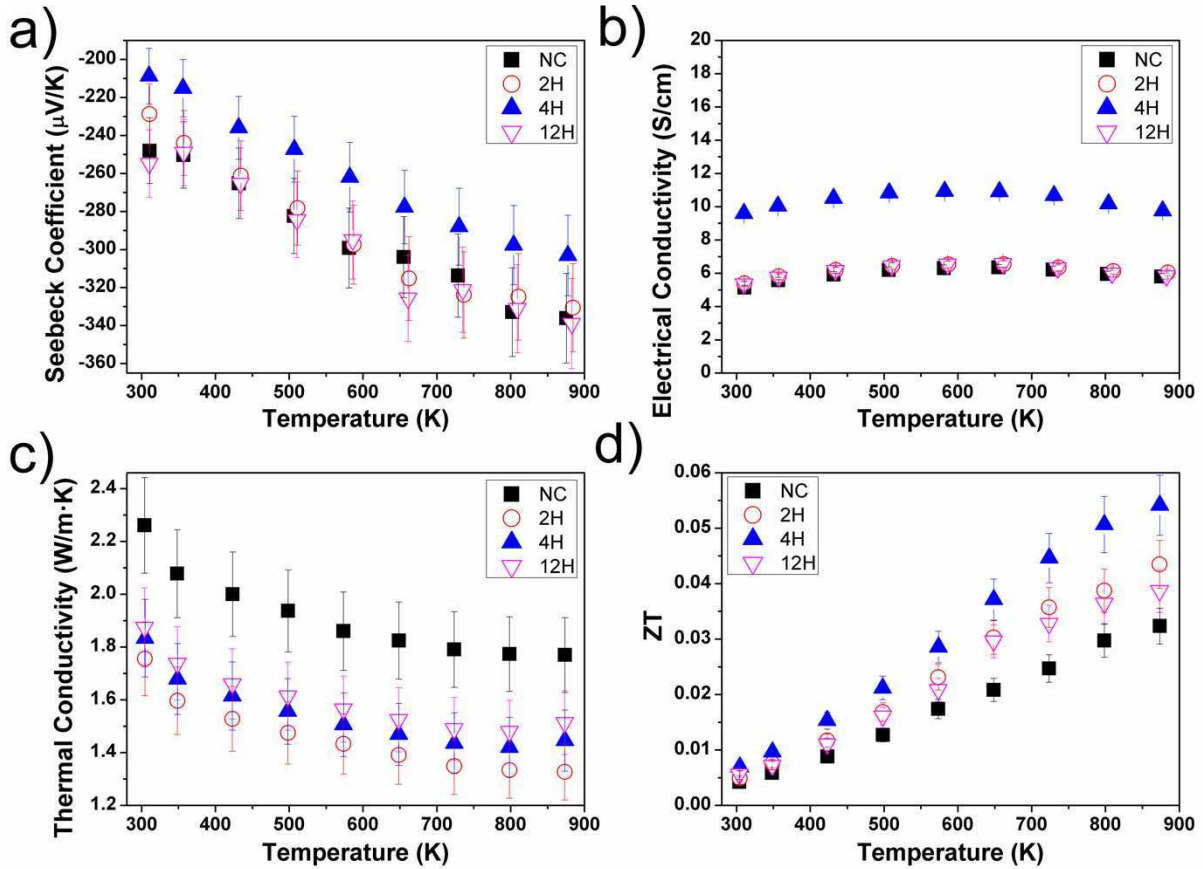 a)
Seebeck Coefficient (μV/K)
-200
-220
-240
-260
-280
-300
-320
-340
-360
NC
2H
4H
12H
300 400 500 600 700 800 900
Temperature (K)
b)
Electrical Conductivity (S/cm)
20
18
16
14
12
10
8
6
4
2
0
NC
2H
4H
12H
300 400 500 600 700 800 900
Temperature (K)
c)
Thermal Conductivity (W/m·K)
2.4
2.2
2.0
1.8
1.6
1.4
1.2
NC
2H
4H
12H
300 400 500 600 700 800 900
Temperature (K)
d)
ZT
0.06
0.05
0.04
0.03
0.02
0.01
0.00
NC
2H
4H
12H
300 400 500 600 700 800 900
Temperature (K)